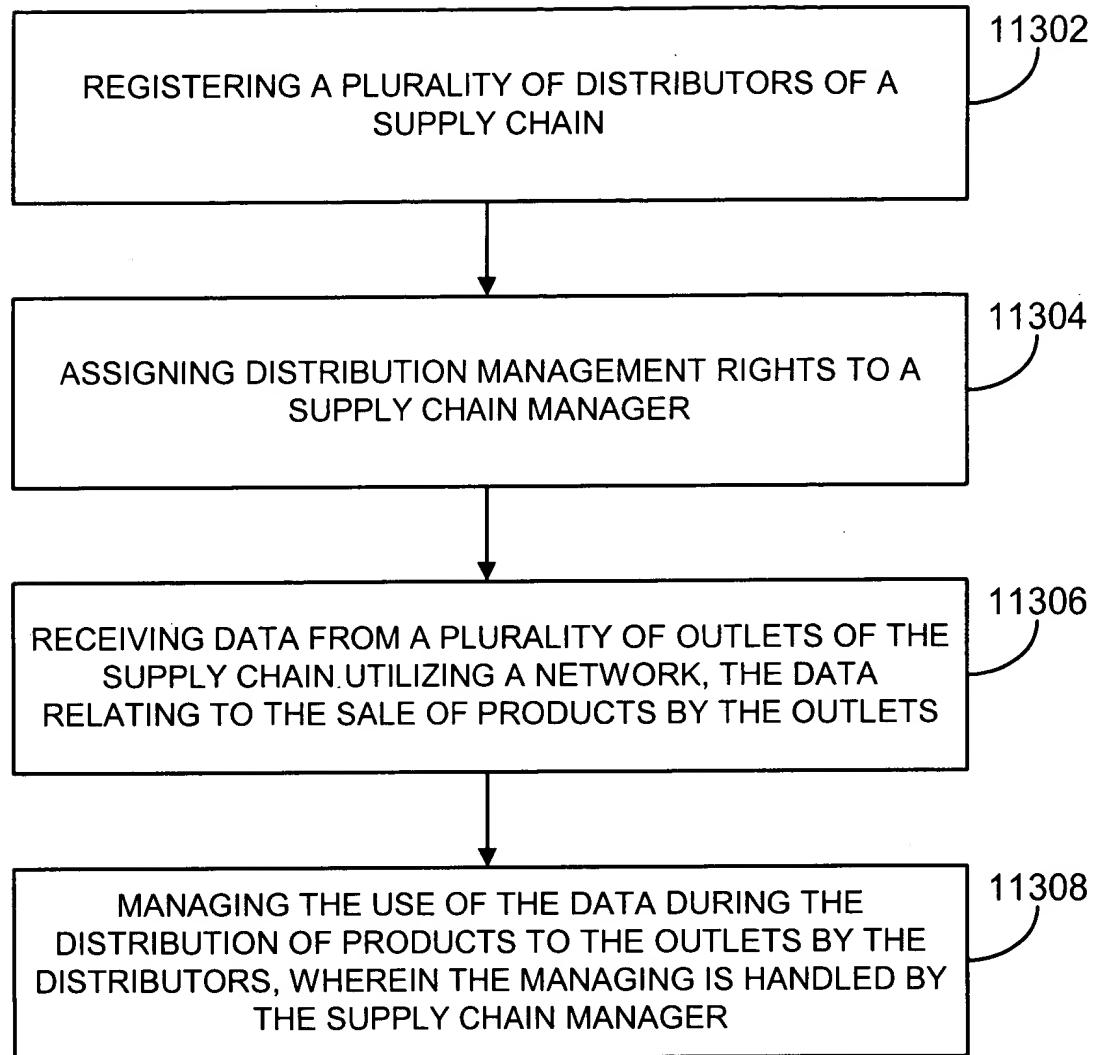 11302
REGISTERING A PLURALITY OF DISTRIBUTORS OF A
SUPPLY CHAIN
11304
ASSIGNING DISTRIBUTION MANAGEMENT RIGHTS TO A
SUPPLY CHAIN MANAGER
11306
RECEIVING DATA FROM A PLURALITY OF OUTLETS OF THE
SUPPLY CHAIN UTILIZING A NETWORK, THE DATA
RELATING TO THE SALE OF PRODUCTS BY THE OUTLETS
11308
MANAGING THE USE OF THE DATA DURING THE
DISTRIBUTION OF PRODUCTS TO THE OUTLETS BY THE
DISTRIBUTORS, WHEREIN THE MANAGING IS HANDLED BY
THE SUPPLY CHAIN MANAGER